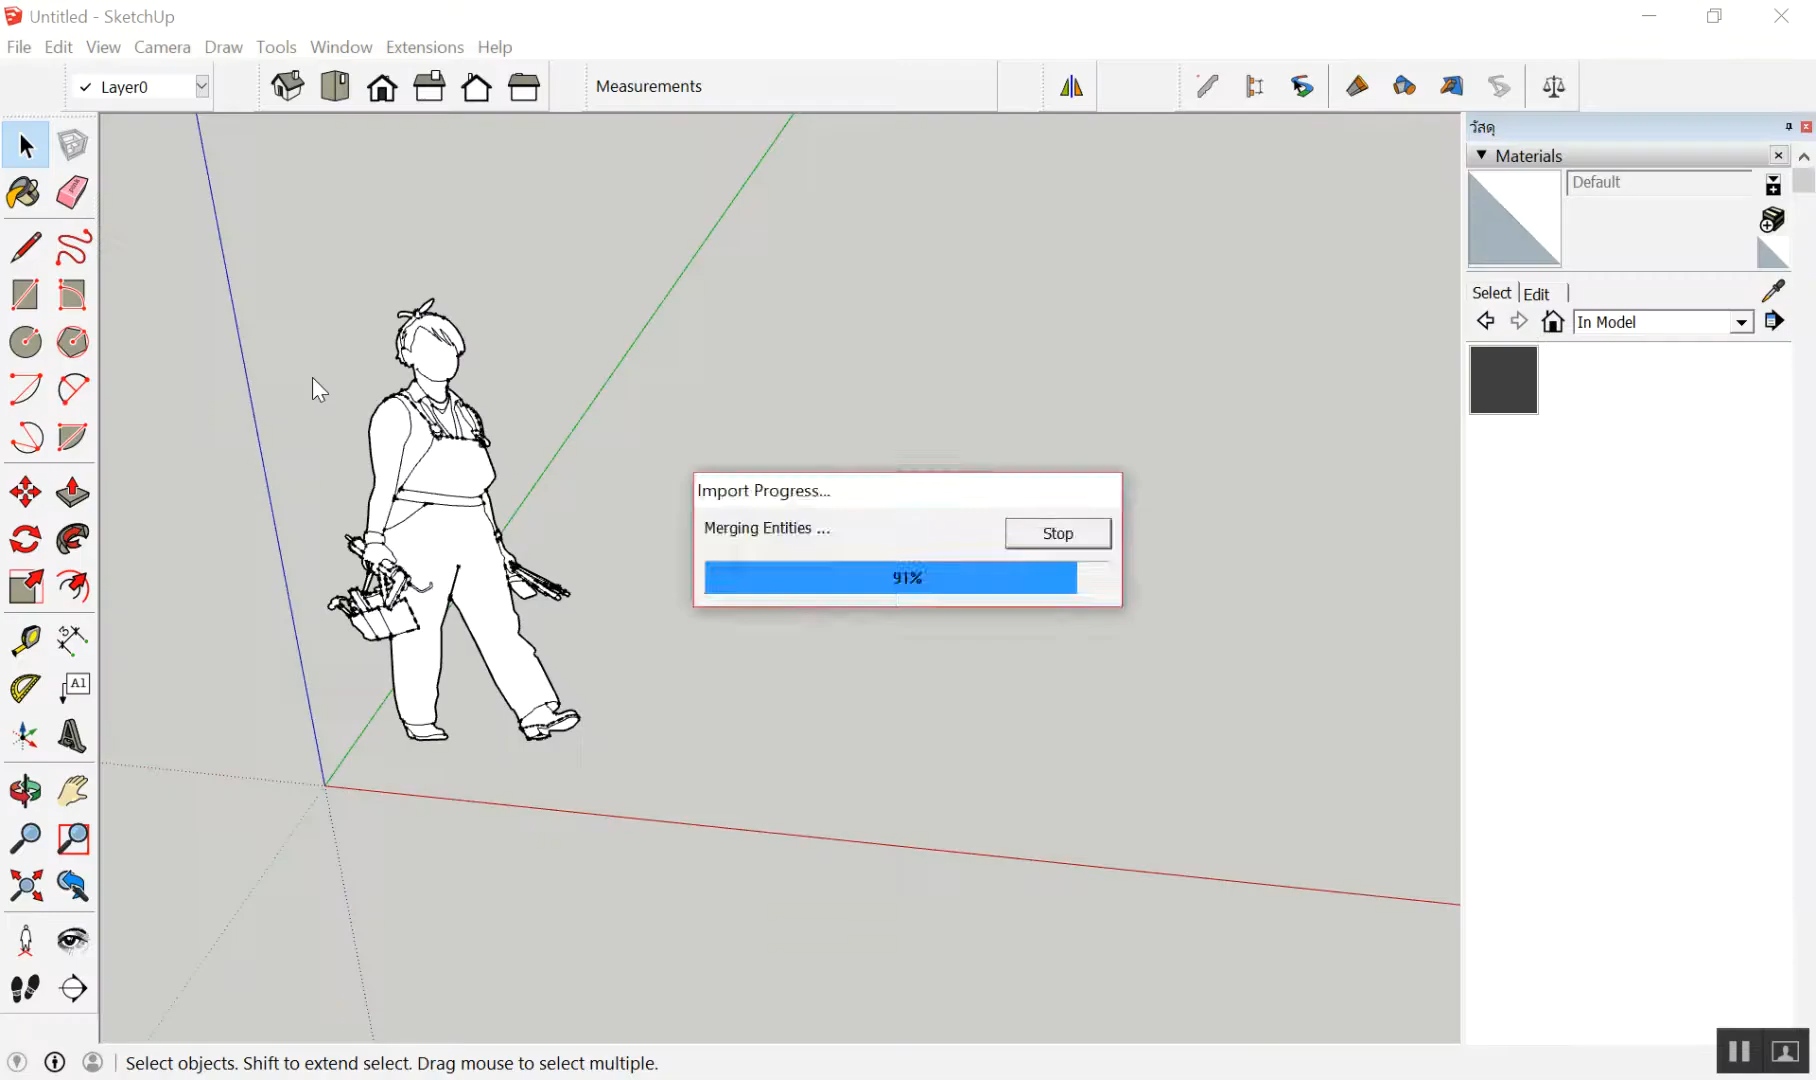 Untitled - SketchUp
File Edit View Camera Draw Tools Window Extensions Help
Layer0
Measurements
วัสดุ
Materials
Default
Select Edit
In Model
Import Progress...
Merging Entities ...
Stop
91%
A1
Select objects. Shift to extend select. Drag mouse to select multiple.